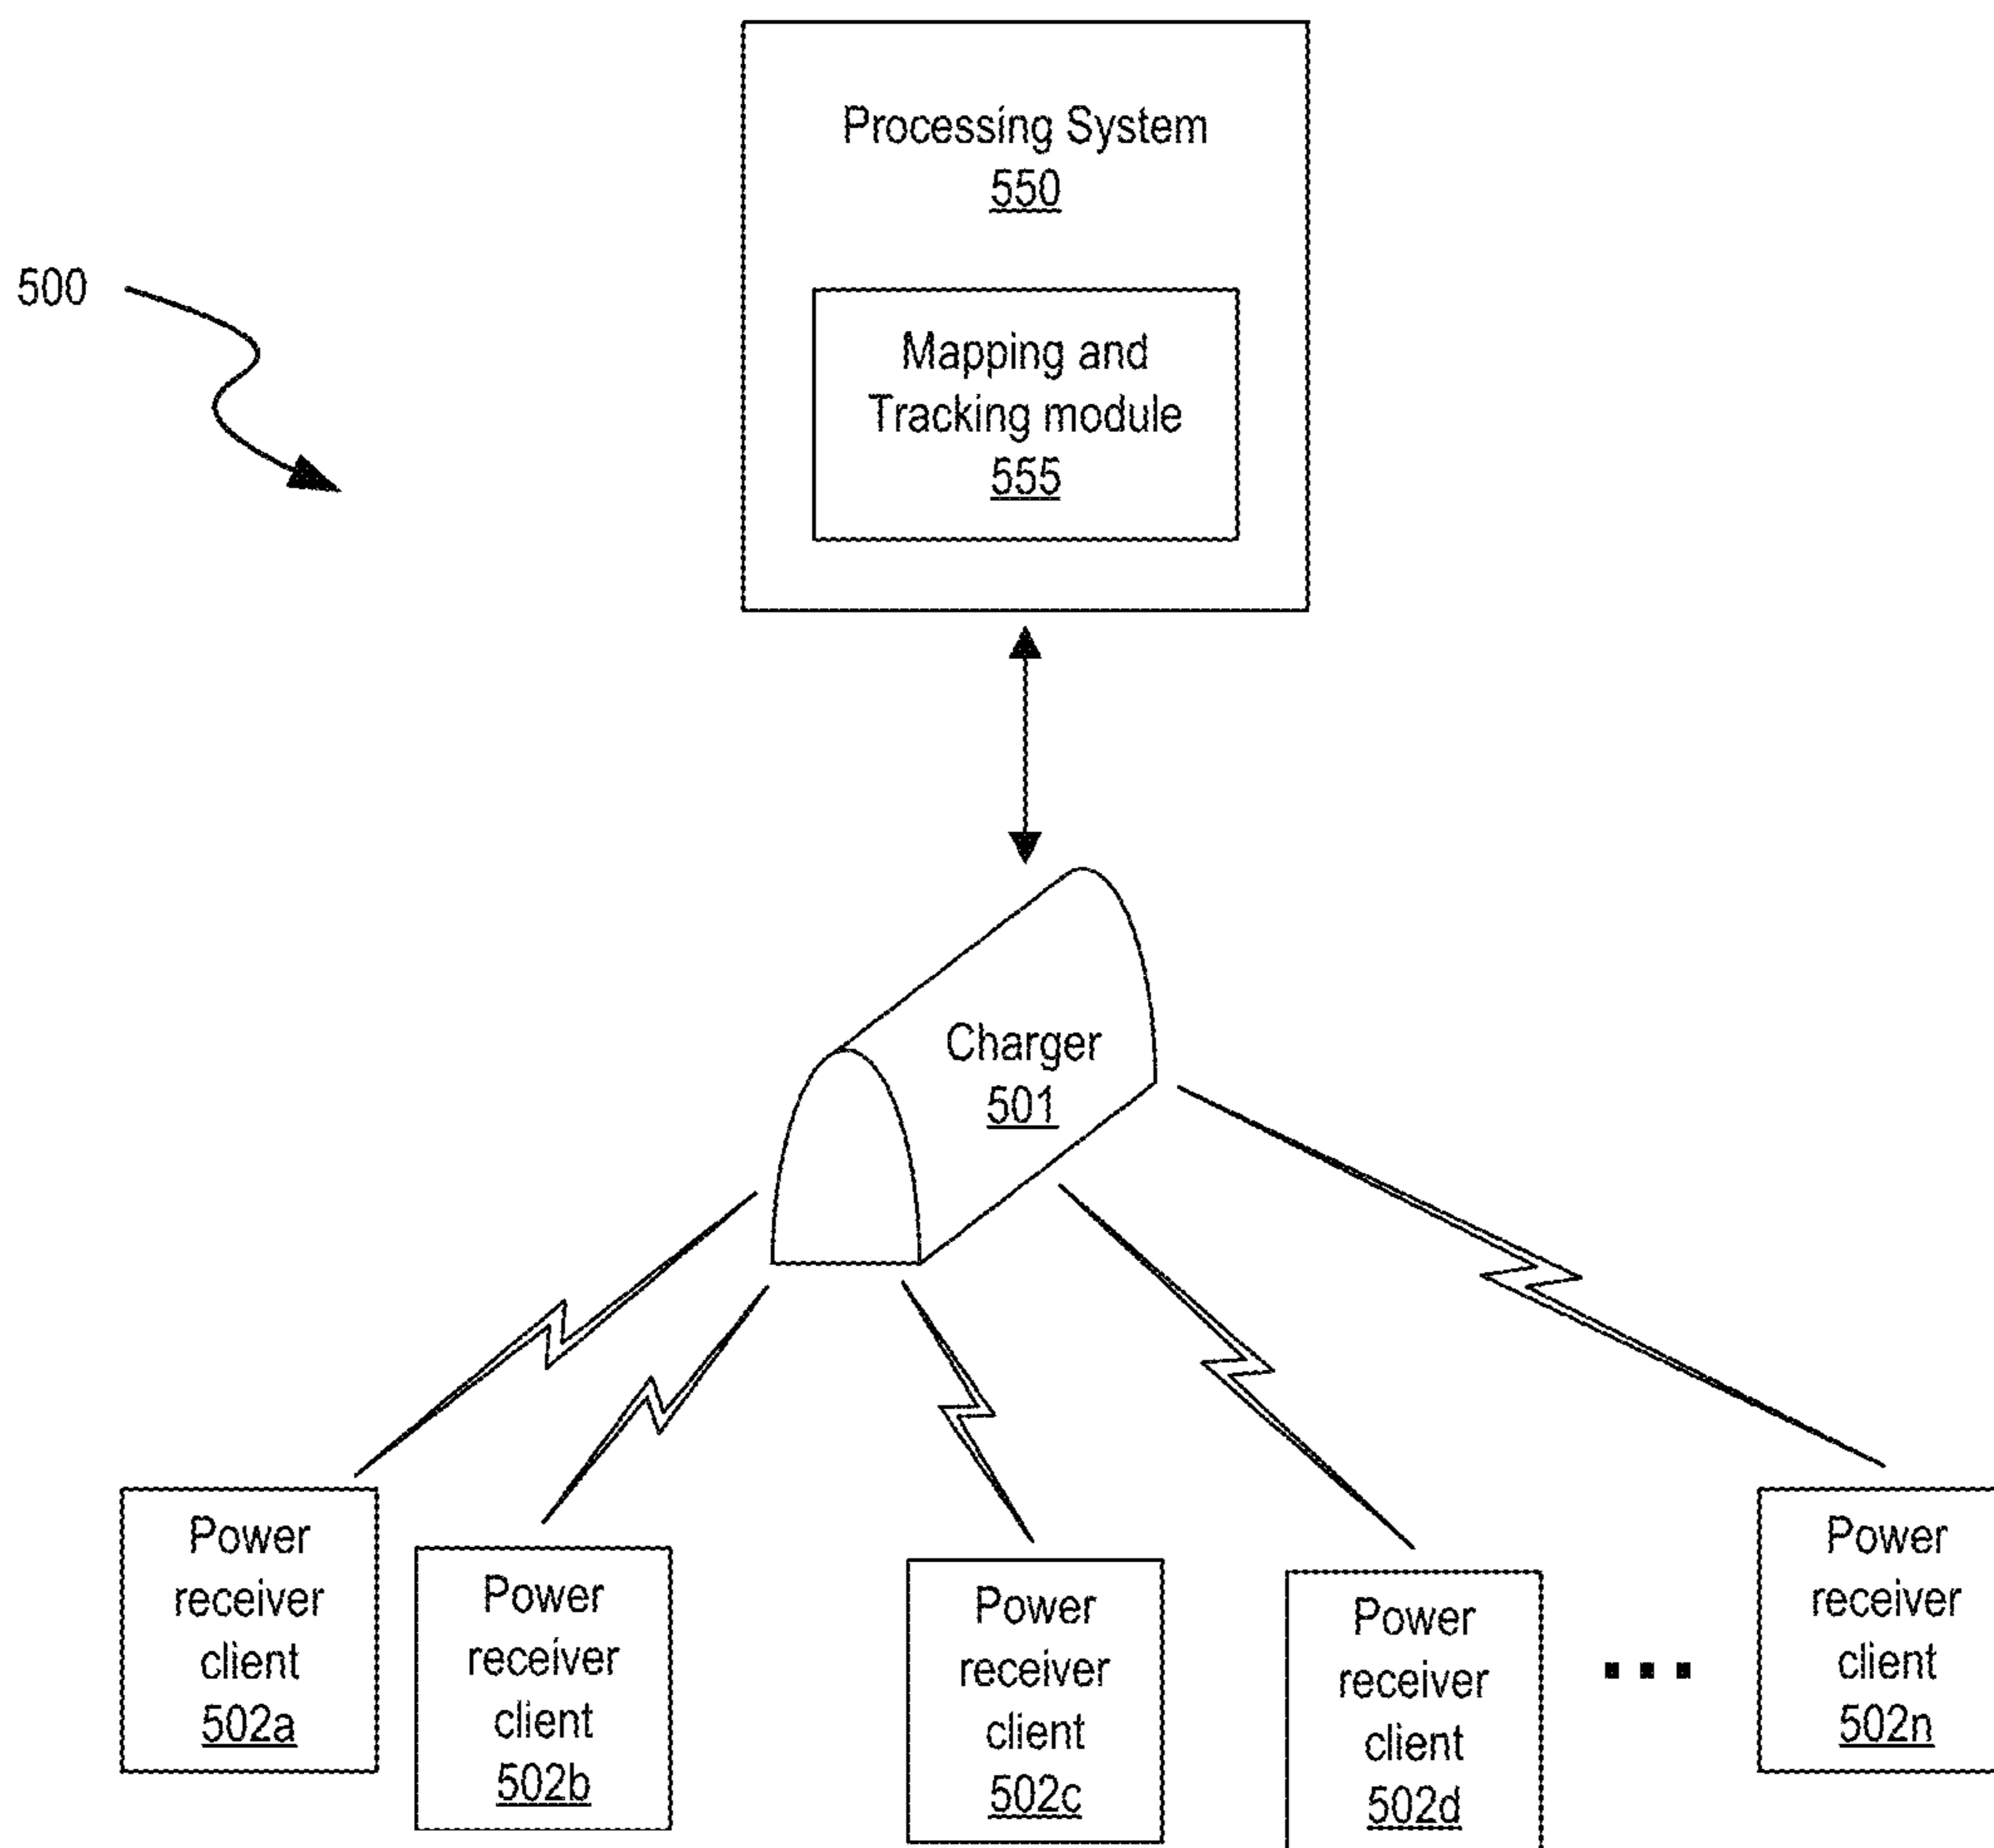 Processing System
550
500
Mapping and
Tracking module
555
Charger
501
Power
receiver
client
502a
Power
receiver
client
502b
Power
receiver
client
502c
Power
receiver
client
502d
...
Power
receiver
client
502n